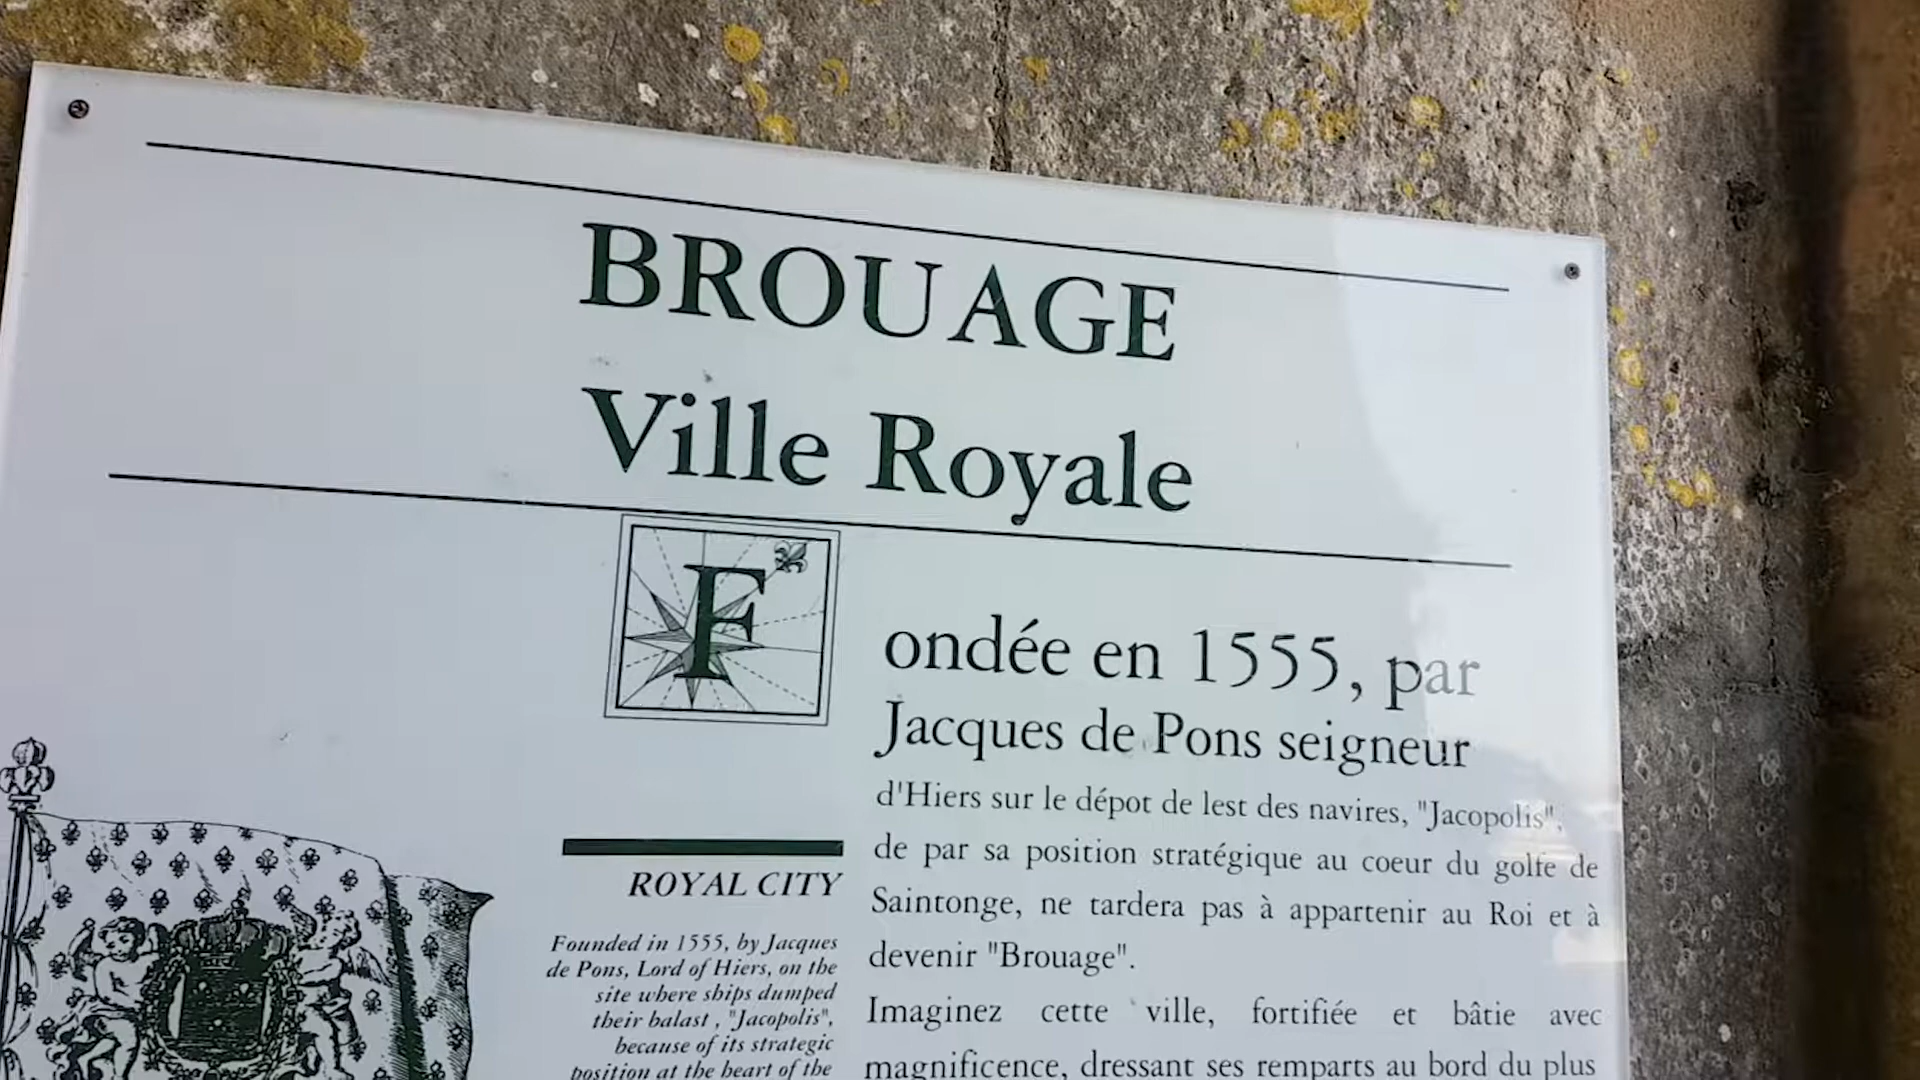 BROUAGE
Ville Royale
Fondée en 1555, par
Jacques de Pons seigneur
d'Hiers sur le dépot de lest des navires, "Jacopolis",
de par sa position stratégique au coeur du golfe de
Saintonge, ne tardera pas à appartenir au Roi et à
devenir "Brouage".
Imaginez cette ville, fortifiée et bâtie avec
magnificence, dressant ses remparts au bord du plus
ROYAL CITY
Founded in 1555, by Jacques
de Pons, Lord of Hiers, on the
site where ships dumped
their balast , "Jacopolis",
because of its strategic
position at the heart of the